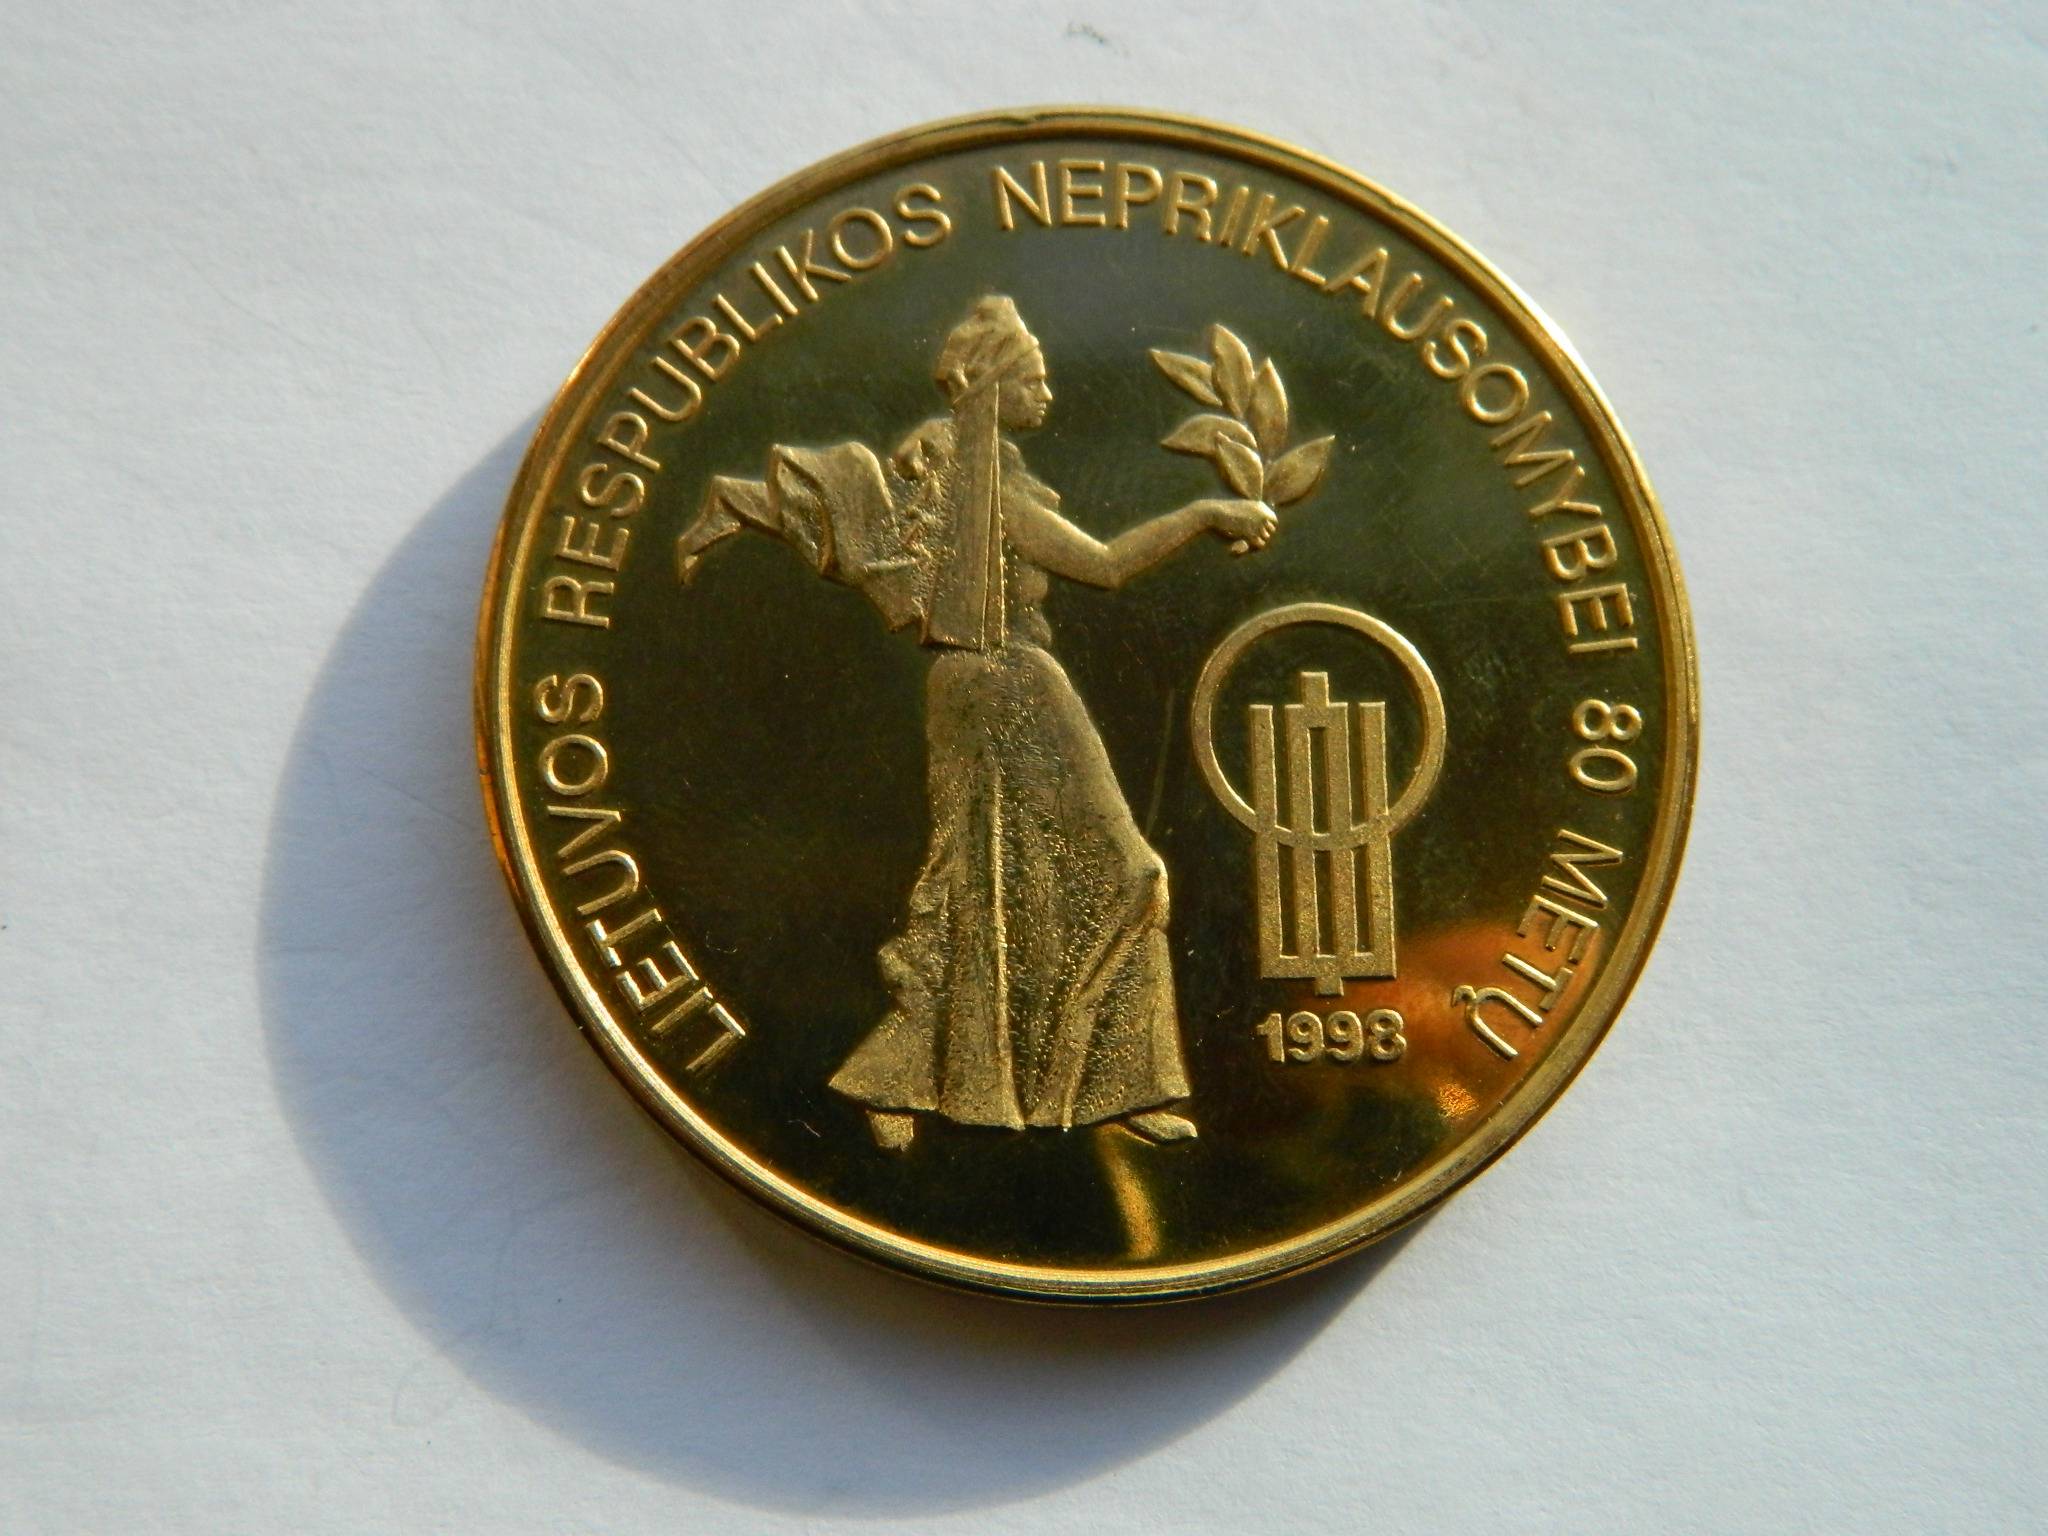 LIETUVOS RESPUBLIKOS NEPRIKLAUSOMYBEI 80 METŲ
1998